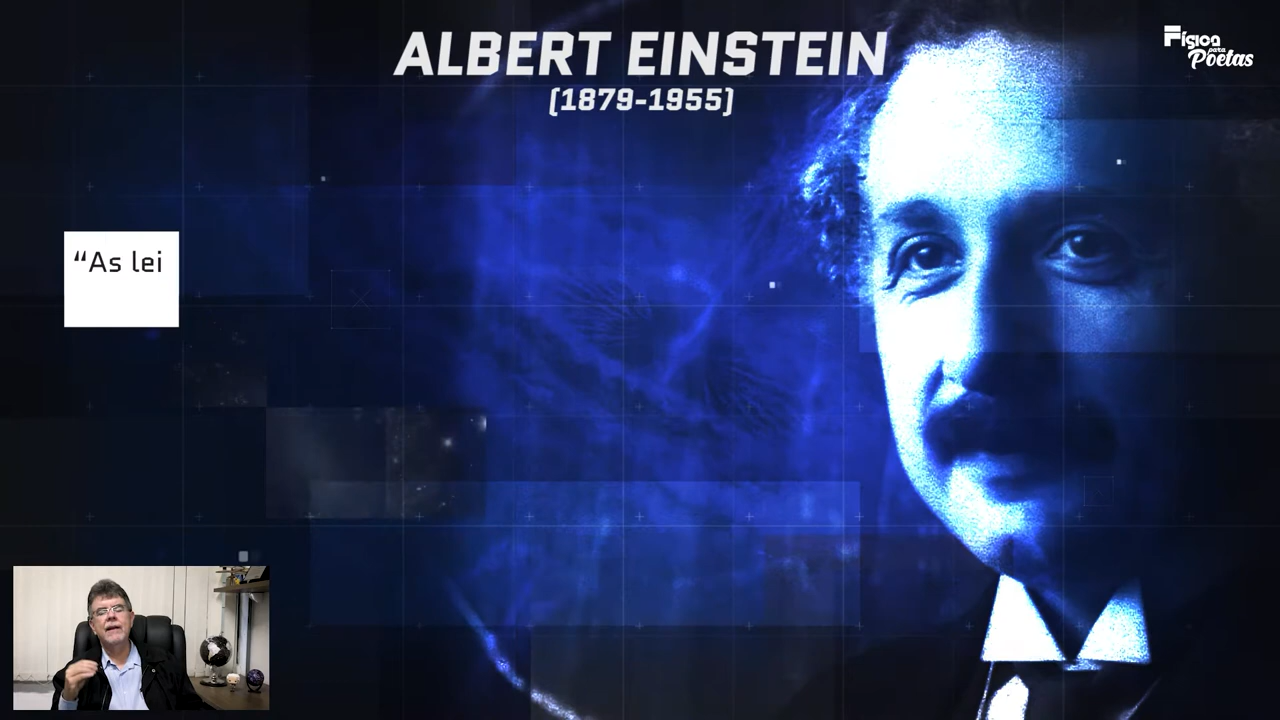 ALBERT EINSTEIN
(1879-1955)
Física
para
Poetas
“As lei